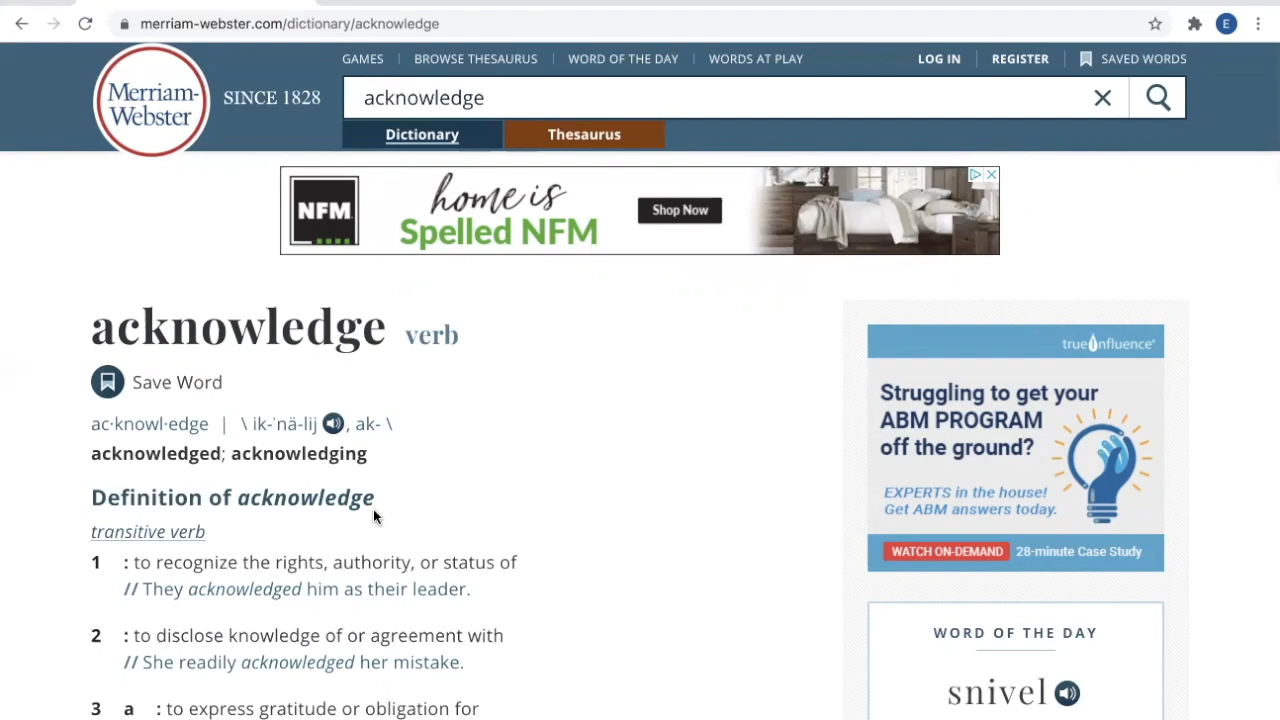 merriam-webster.com/dictionary/acknowledge
E
GAMES
BROWSE THESAURUS
WORD OF THE DAY
WORDS AT PLAY
LOG IN
REGISTER
SAVED WORDS
Merriam-
Webster
SINCE 1828
acknowledge
Dictionary
Thesaurus
NFM
home is
Spelled NFM
Shop Now
acknowledge verb
Save Word
ac·knowl·edge | \ ik-ˈnä-lij , ak- \
acknowledged; acknowledging
Definition of acknowledge
transitive verb
1 : to recognize the rights, authority, or status of
// They acknowledged him as their leader.
2 : to disclose knowledge of or agreement with
// She readily acknowledged her mistake.
3 a : to express gratitude or obligation for
true influence®
Struggling to get your
ABM PROGRAM
off the ground?
EXPERTS in the house!
Get ABM answers today.
WATCH ON-DEMAND 28-minute Case Study
WORD OF THE DAY
snivel